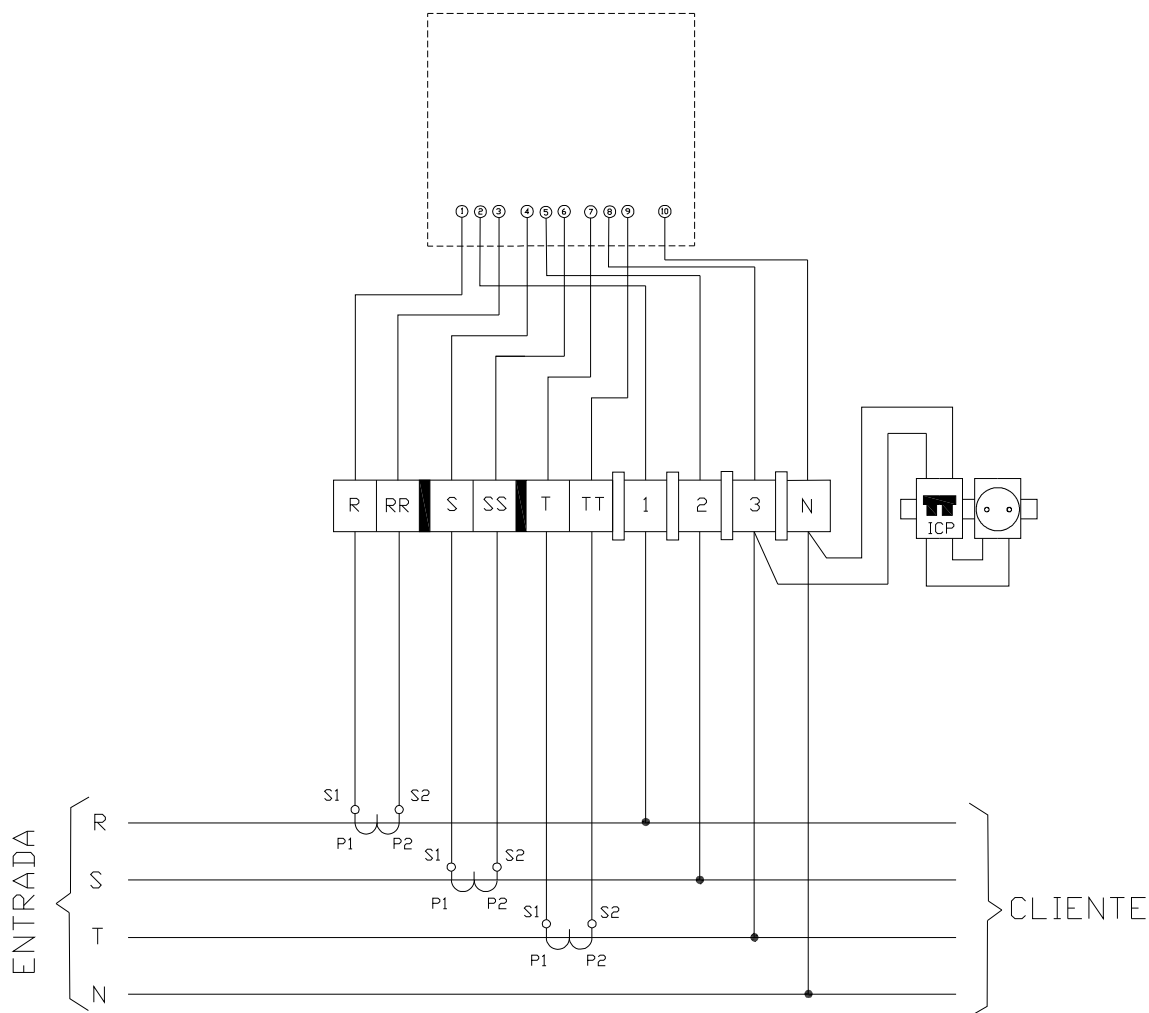 1 2 3 4 5 6 7 8 9 10
R RR S SS T TT 1 2 3 N
ICP
S1 S2
R
P1 P2
S1 S2
S
P1 P2
S1 S2
T
P1 P2
N
ENTRADA
CLIENTE